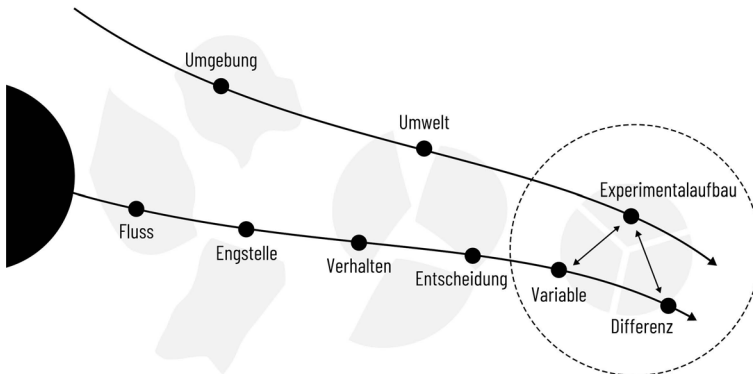 Umgebung
Umwelt
Experimentalaufbau
Fluss
Engstelle
Verhalten
Entscheidung
Variable
Differenz